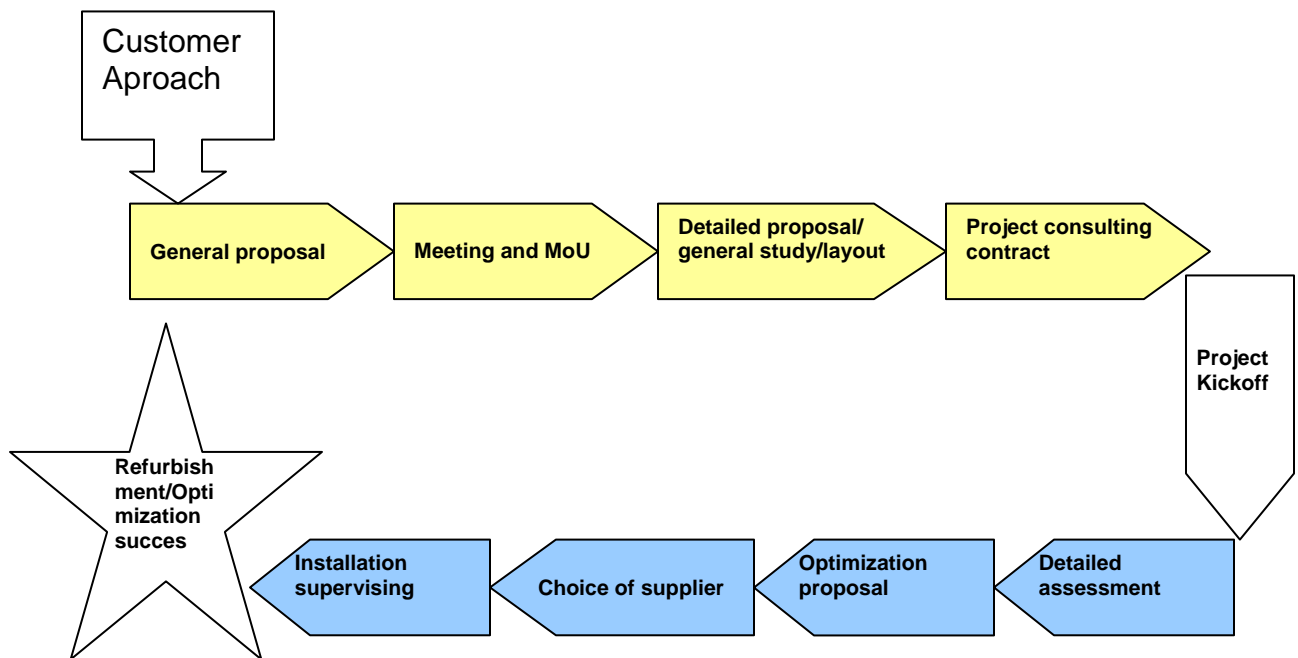 Customer
Aproach
General proposal
Meeting and MoU
Detailed proposal/
general study/layout
Project consulting
contract
Project
Kickoff
Detailed
assessment
Optimization
proposal
Choice of supplier
Installation
supervising
Refurbish
ment/Opti
mization
succes